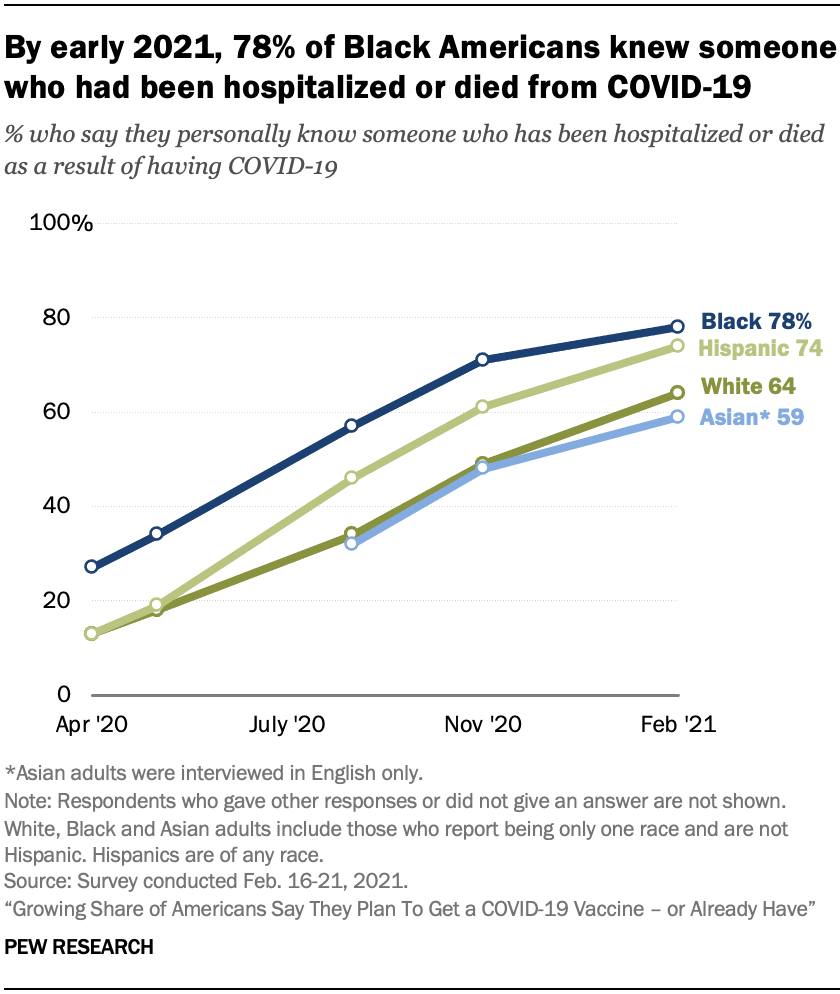 By early 2021, 78% of Black Americans knew someone
who had been hospitalized or died from COVID-19
% who say they personally know someone who has been hospitalized or died
as a result of having COVID-19
100%
80
60
40
20
0
Black 78%
Hispanic 74
White 64
Asian* 59
Apr '20
July '20
Nov '20
Feb '21
*Asian adults were interviewed in English only.
Note: Respondents who gave other responses or did not give an answer are not shown.
White, Black and Asian adults include those who report being only one race and are not
Hispanic. Hispanics are of any race.
Source: Survey conducted Feb. 16-21, 2021.
“Growing Share of Americans Say They Plan To Get a COVID-19 Vaccine – or Already Have”
PEW RESEARCH